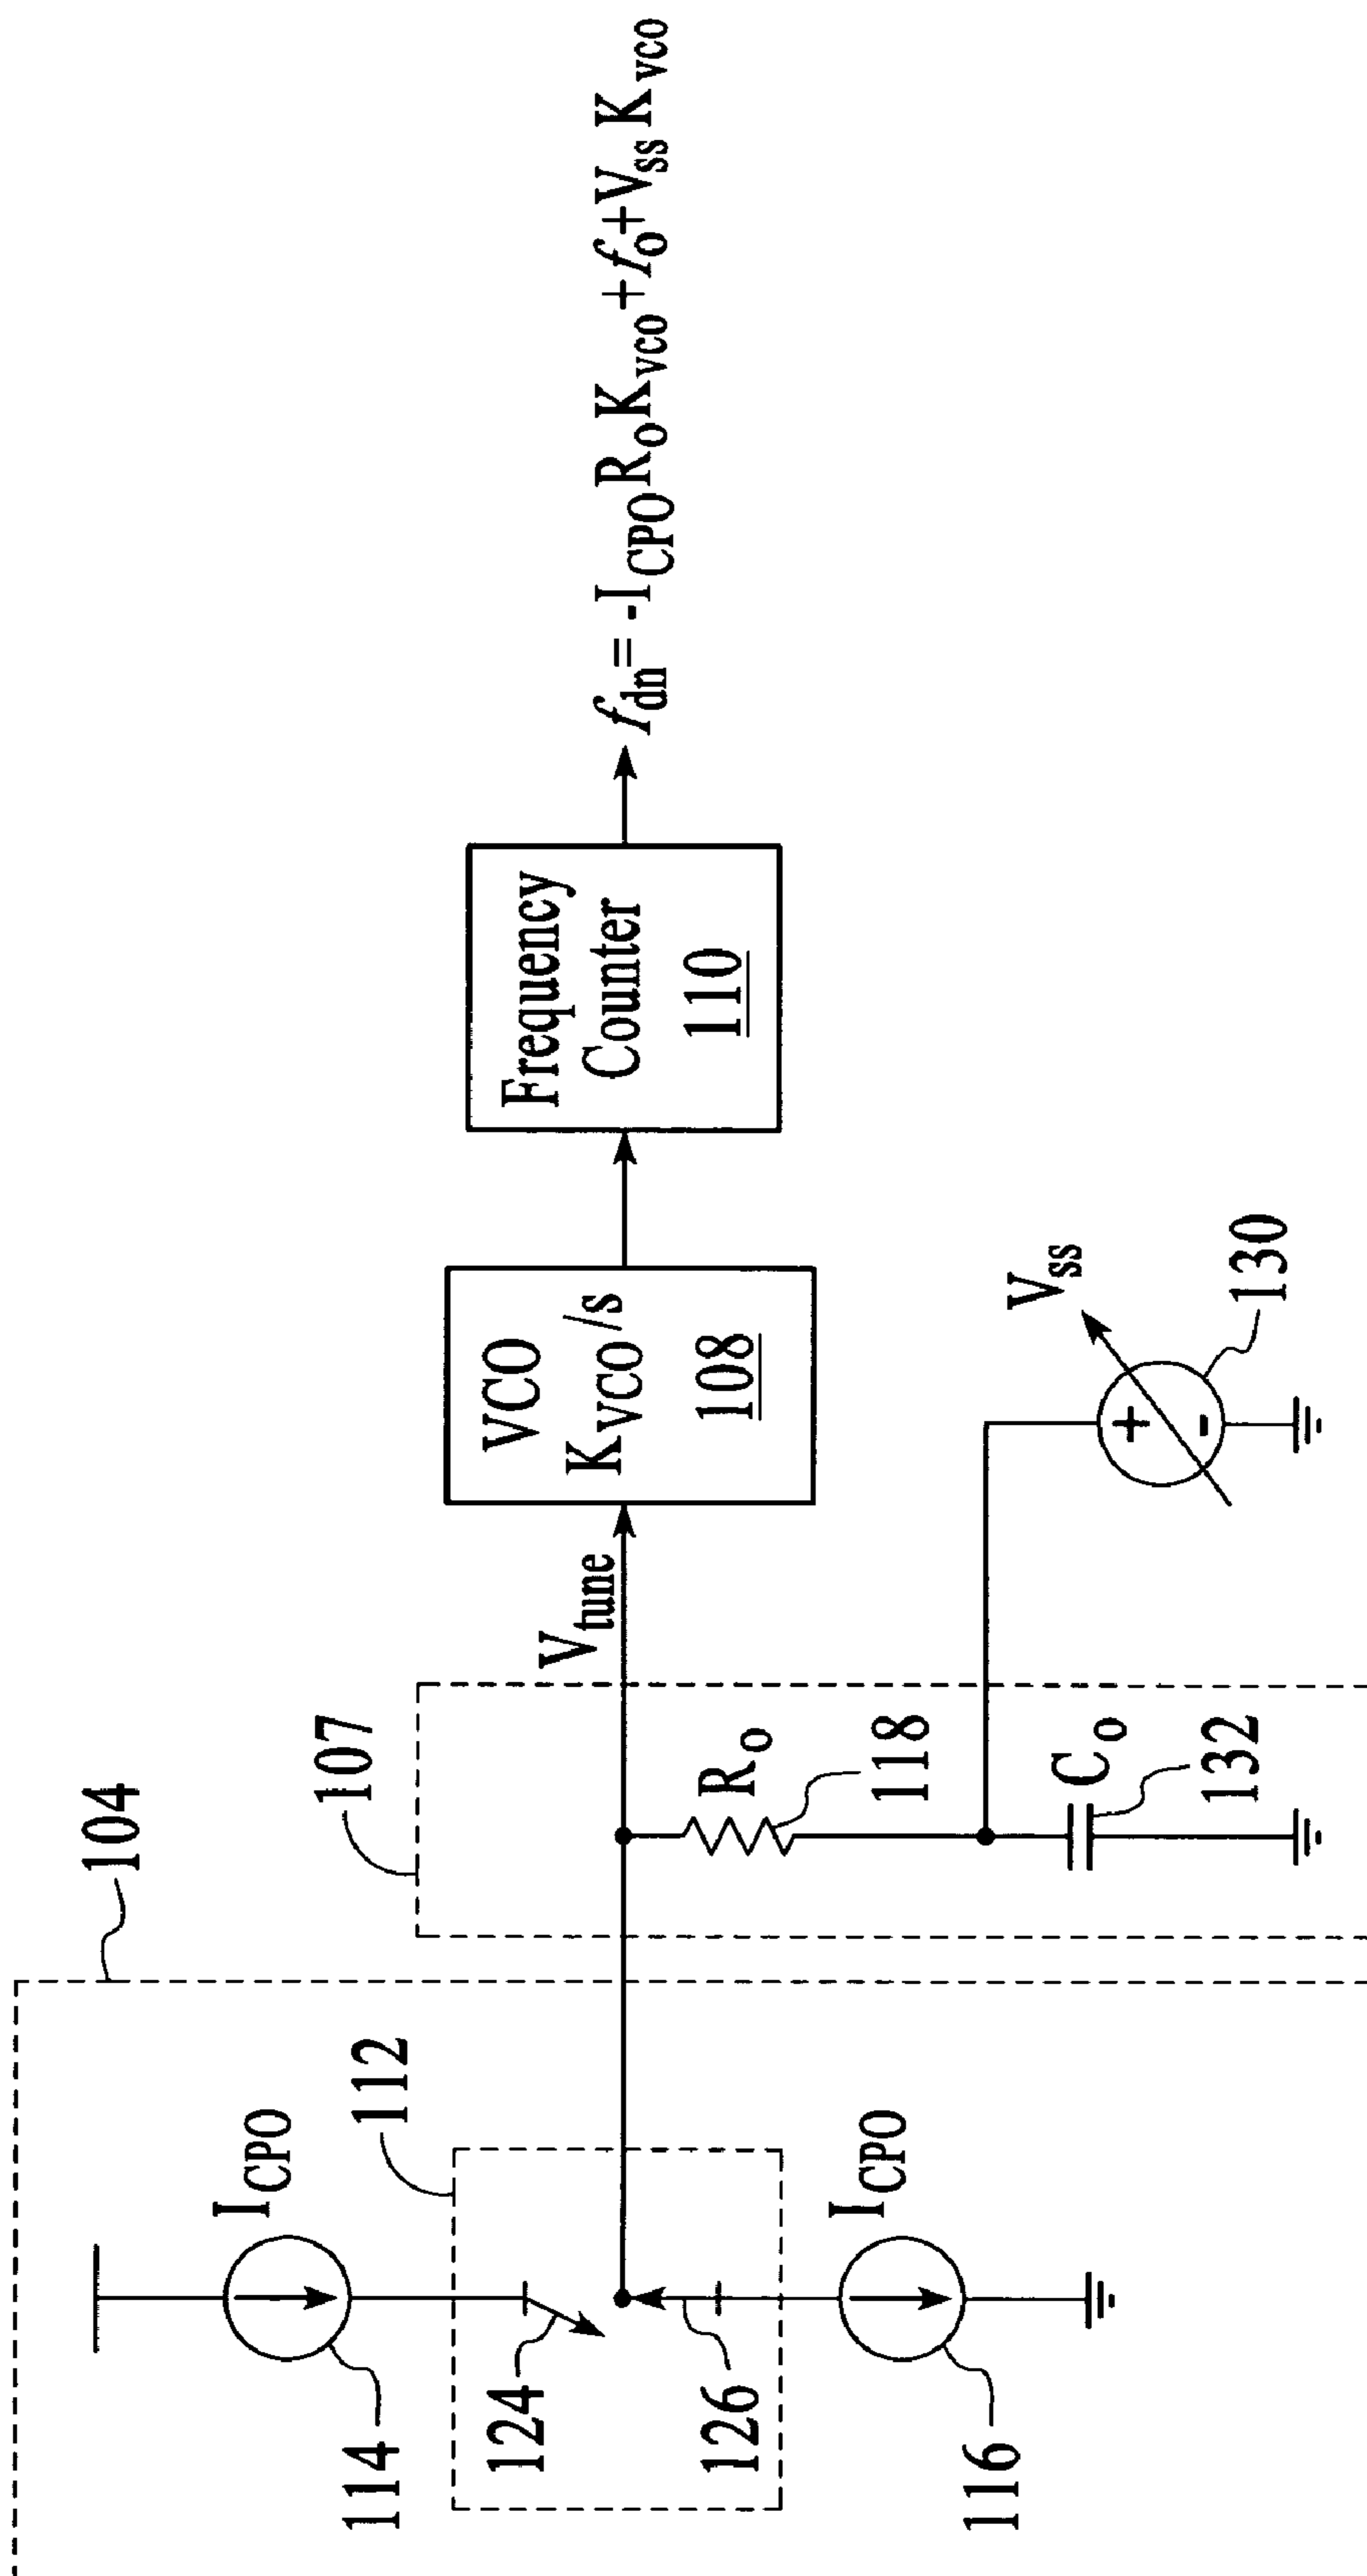 104
107
112
I_CPO
114
124
126
I_CPO
116
V_tune
R_o
118
C_o
132
VCO
K_VCO/s
108
V_ss
130
Frequency
Counter
110
f_dn = -I_CPO R_o K_vco + f_o + V_ss K_vco